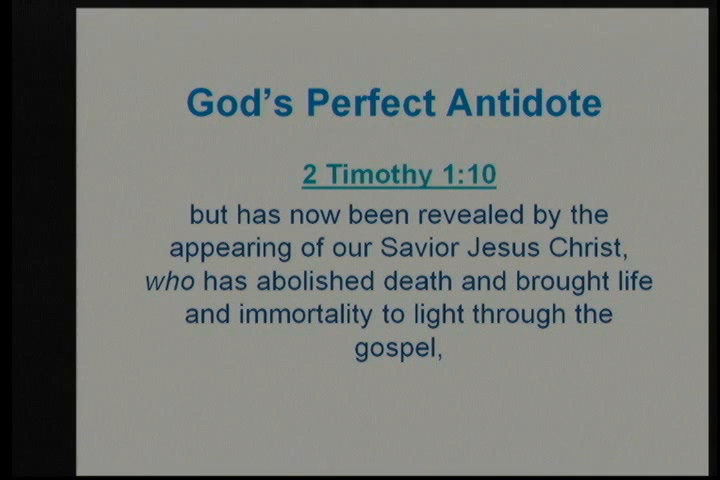 God's Perfect Antidote
2 Timothy 1:10
but has now been revealed by the
appearing of our Savior Jesus Christ,
who has abolished death and brought life
and immortality to light through the
gospel,